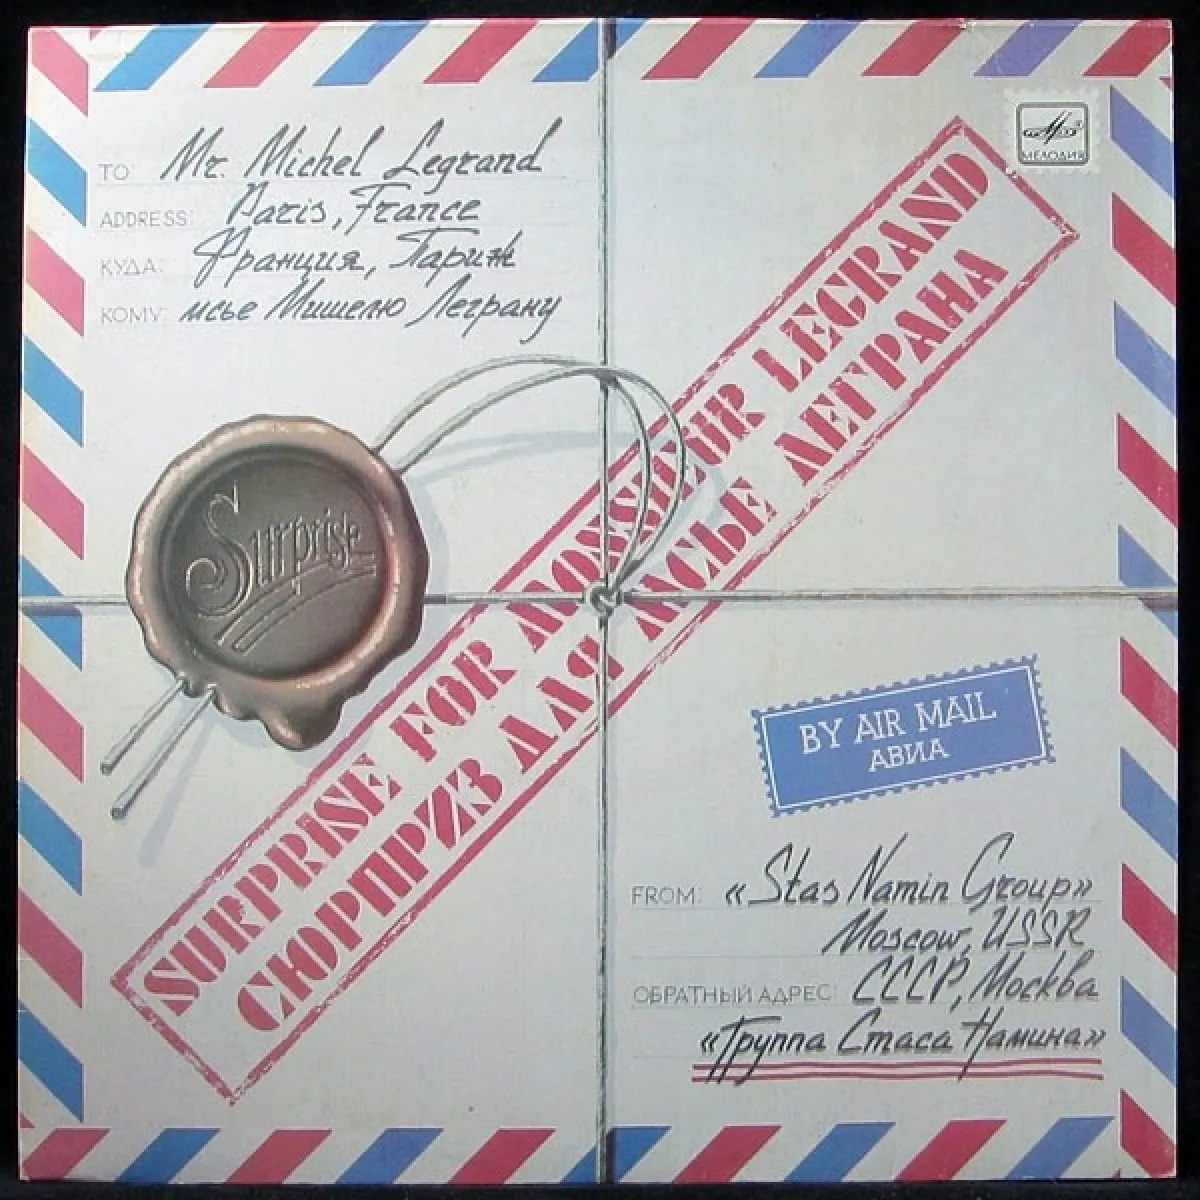 МЕЛОДИЯ
TO: Mr. Michel Legrand
ADDRESS: Paris, France
КУДА: Франция, Париж
КОМУ: мсье Мишелю Леграну
SURPRISE FOR MONSIEUR LEGRAND
СЮРПРИЗ ДЛЯ МСЬЕ ЛЕГРАНА
Surprise
BY AIR MAIL
АВИА
FROM: «Stas Namin Group»
Moscow, USSR
ОБРАТНЫЙ АДРЕС: СССР, Москва
«Группа Стаса Намина»